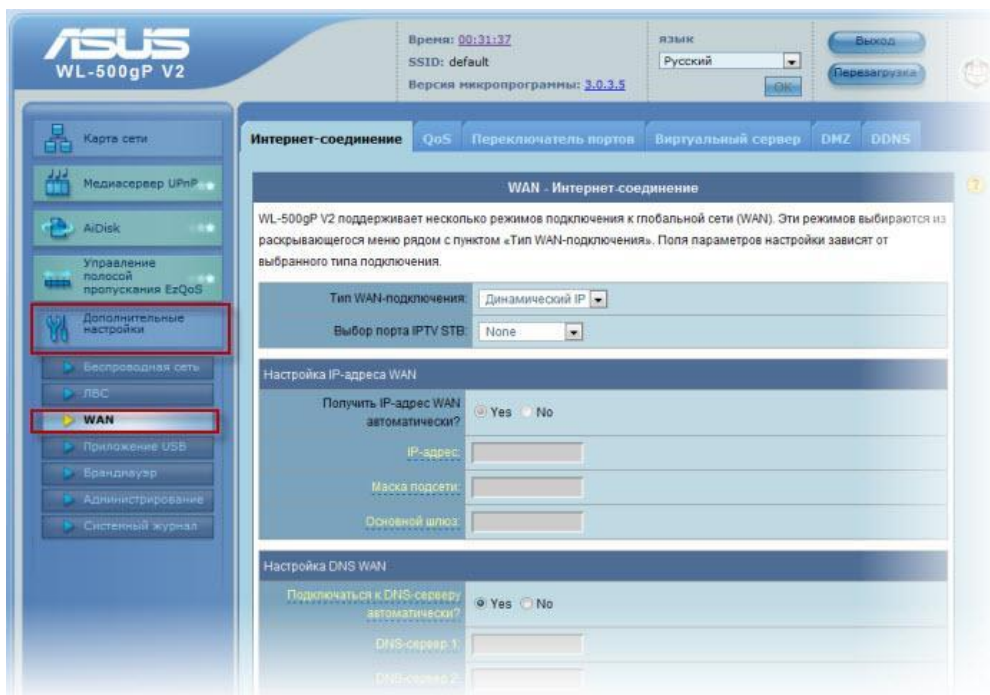 ASUS
WL-500gP V2
Время: 00:31:37
SSID: default
Версия микропрограммы: 3.0.3.5
язык
Русский
OK
Выход
Перезагрузка
Карта сети
Медиасервер UPnP
AiDisk
Управление
полосой
пропускания EzQoS
Дополнительные
настройки
Беспроводная сеть
ЛВС
WAN
Приложение USB
Брандмауэр
Администрирование
Системный журнал
Интернет-соединение QoS Переключатель портов Виртуальный сервер DMZ DDNS
WAN - Интернет-соединение
WL-500gP V2 поддерживает несколько режимов подключения к глобальной сети (WAN). Эти режимов выбираются из
раскрывающегося меню рядом с пунктом «Тип WAN-подключения». Поля параметров настройки зависят от
выбранного типа подключения.
Тип WAN-подключения: Динамический IP
Выбор порта IPTV STB: None
Настройка IP-адреса WAN
Получить IP-адрес WAN
автоматически? Yes No
IP-адрес:
Маска подсети:
Основной шлюз:
Настройка DNS WAN
Подключаться к DNS-серверу
автоматически? Yes No
DNS-сервер 1:
DNS-сервер 2: